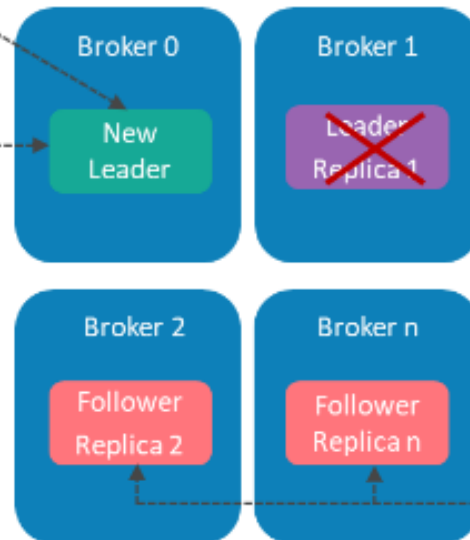 Broker 0
New
Leader
Broker 1
Leader
Replica 1
Broker 2
Follower
Replica 2
Broker n
Follower
Replica n